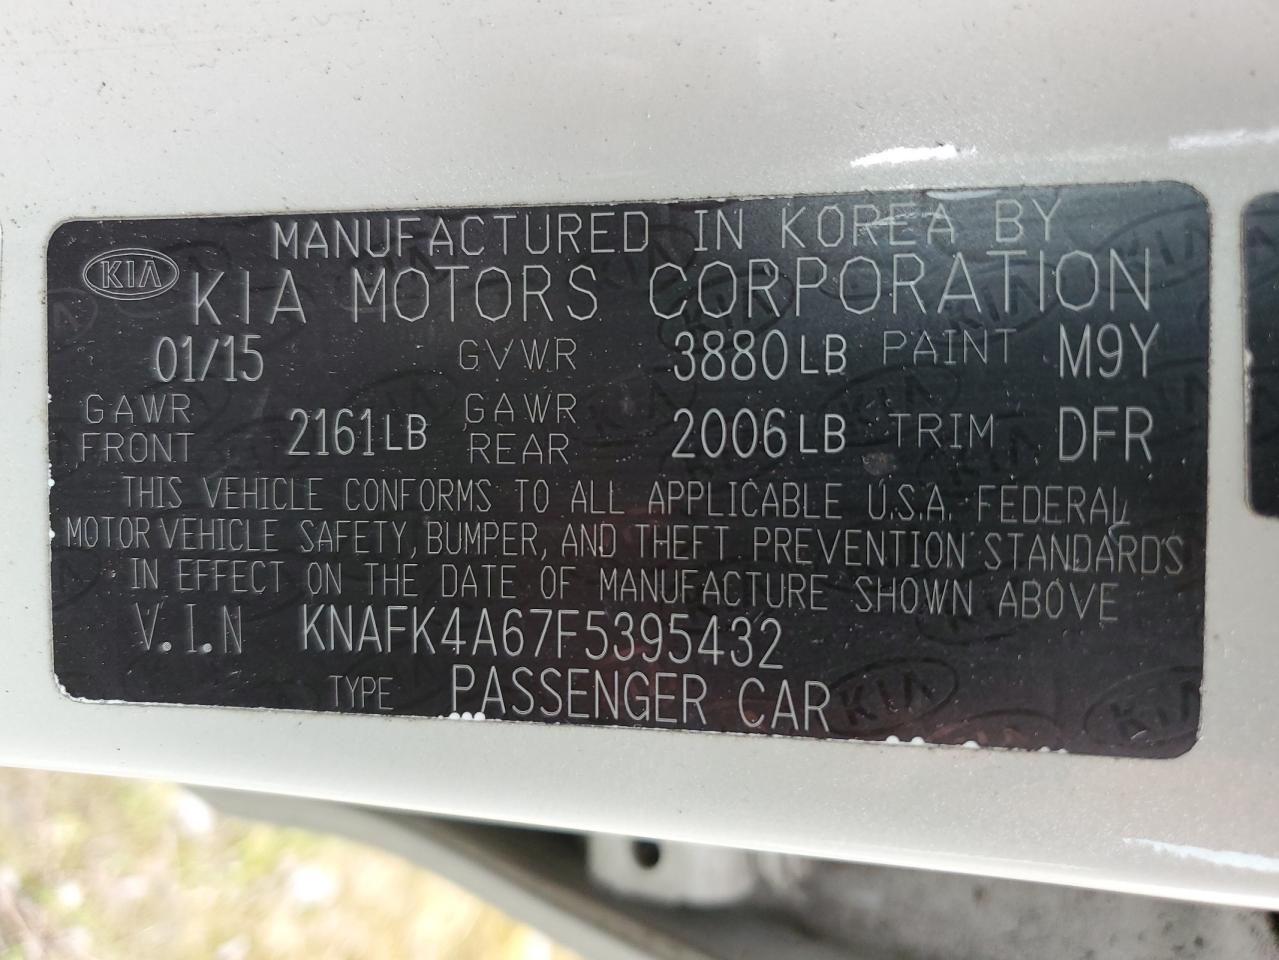 MANUFACTURED IN KOREA BY
KIA KIA MOTORS CORPORATION
01/15 GVWR 3880LB PAINT M9Y
GAWR FRONT 2161LB GAWR REAR 2006LB TRIM DFR
THIS VEHICLE CONFORMS TO ALL APPLICABLE U.S.A. FEDERAL
MOTOR VEHICLE SAFETY, BUMPER, AND THEFT PREVENTION STANDARDS
IN EFFECT ON THE DATE OF MANUFACTURE SHOWN ABOVE
V.I.N KNAFK4A67F5395432
TYPE PASSENGER CAR